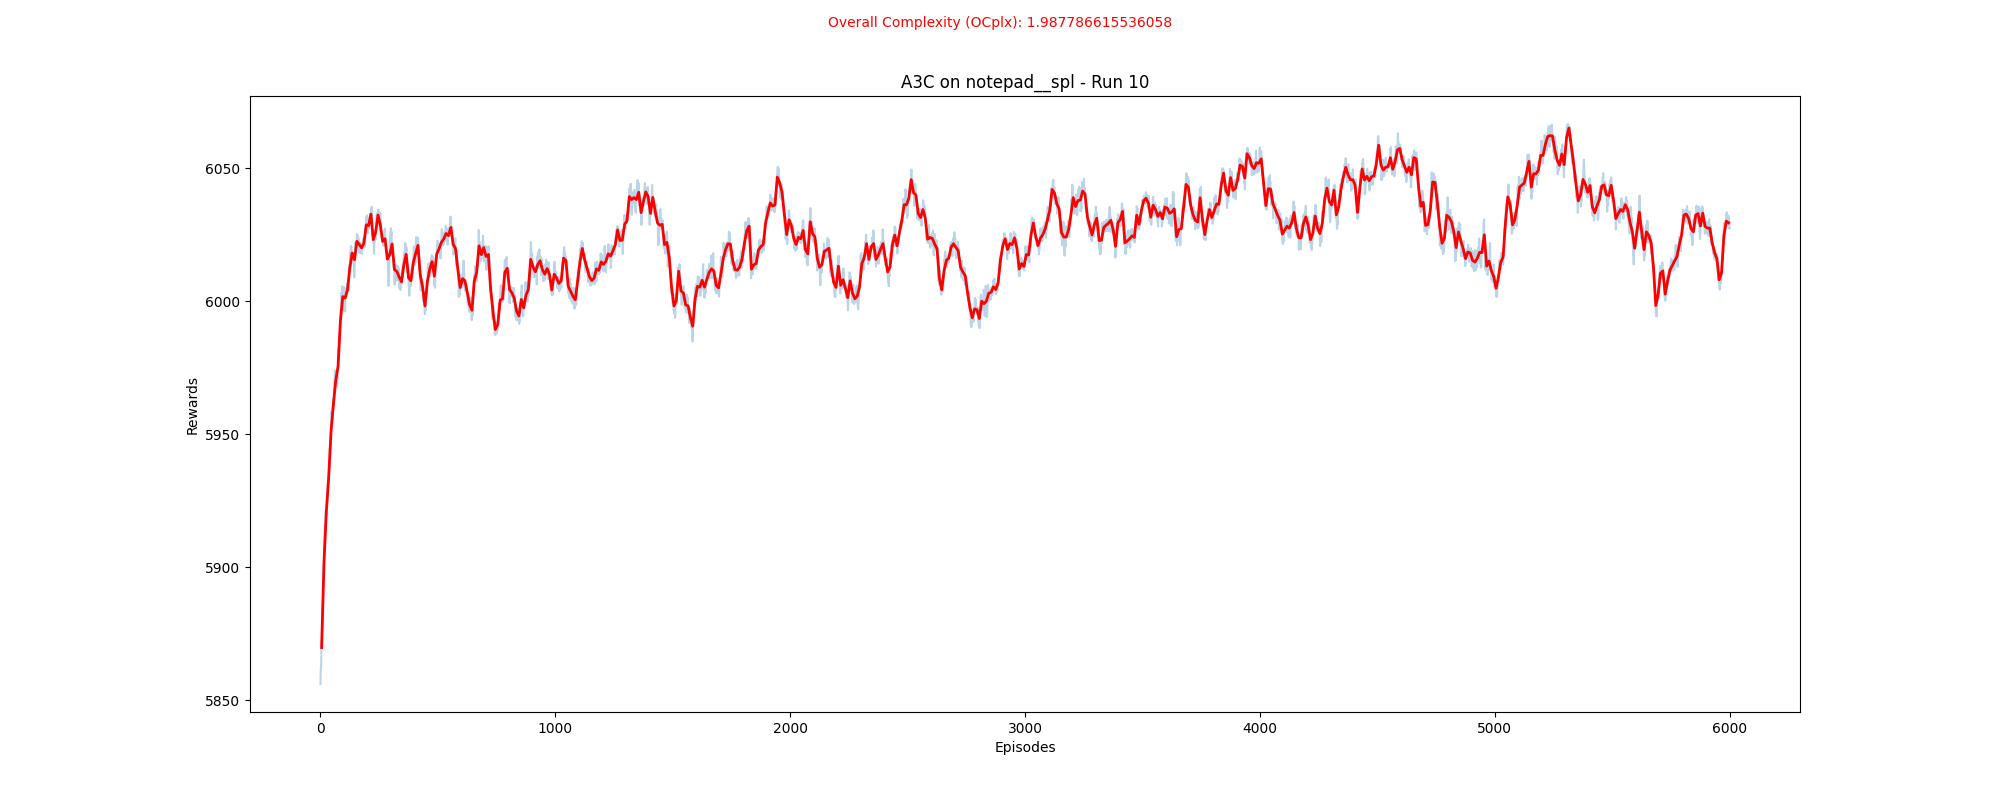 Overall Complexity (OCplx): 1.987786615536058
A3C on notepad__spl - Run 10
Rewards
6050
6000
5950
5900
5850
0 1000 2000 3000 4000 5000 6000
Episodes